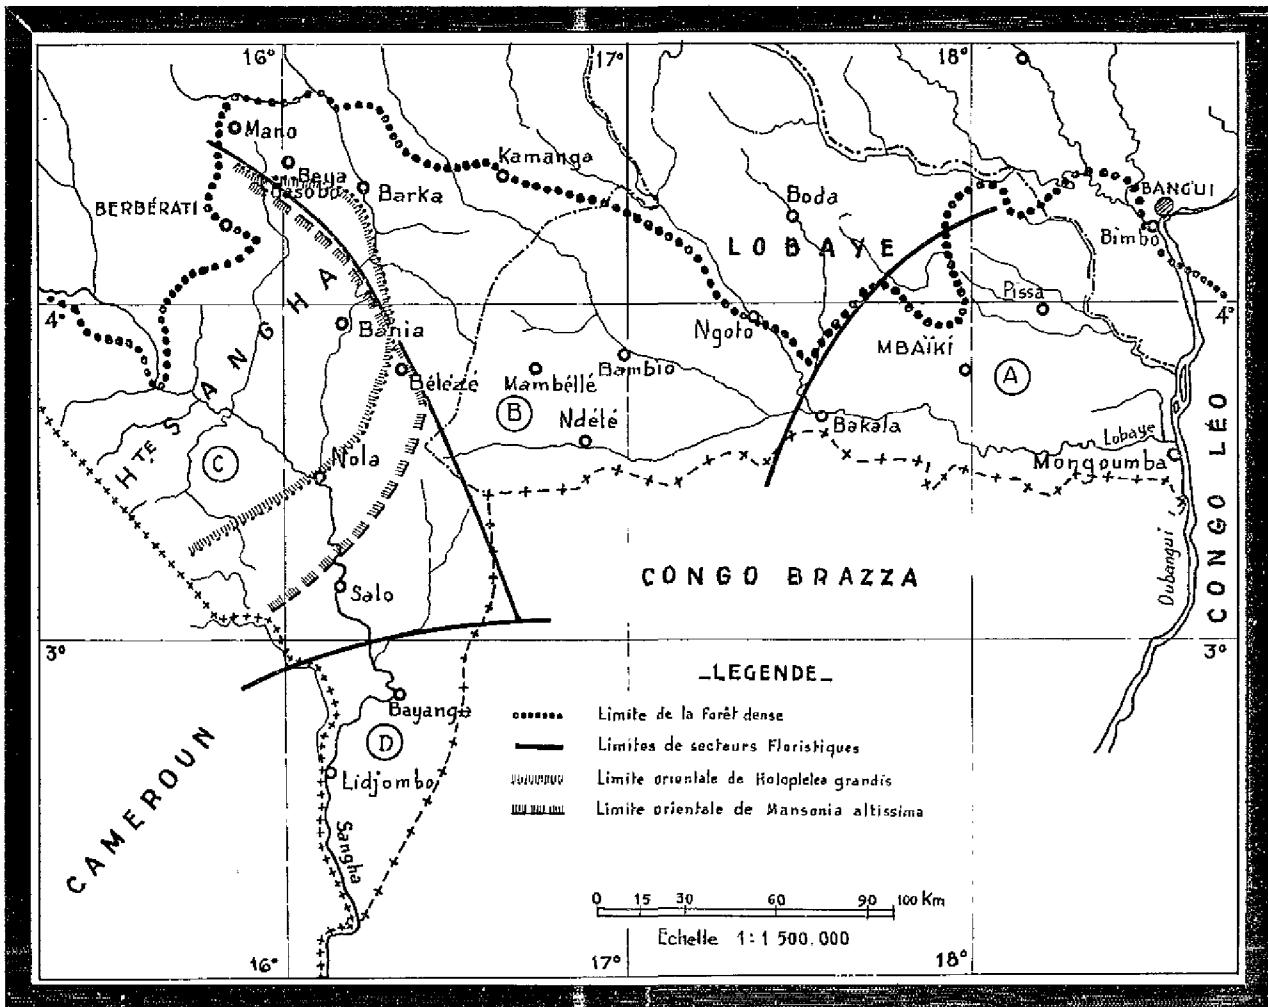 16°
17°
18°
Mano
Kamanga
Beya
Gasobo
Barka
BERBÉRATI
Boda
BANGUI
Bimbo
LOBAYE
Pissa
4°
4°
Bania
Ngoto
MBAÏKI
Béléze
Mambéllé
Bambio
A
B
Ndété
Bakala
HTE SANGHA
C
Nola
Lobaye
Mongoumba
CONGO LÉO
Salo
CONGO BRAZZA
Oubangui
3°
3°
_LEGENDE_
Bayanga
Limite de la forêt dense
D
Limites de secteurs Floristiques
Lidjombo
Limite orientale de Holoptelea grandis
Limite orientale de Mansonia altissima
CAMEROUN
Sangha
0 15 30 60 90 100 Km
Echelle 1:1 500.000
16°
17°
18°